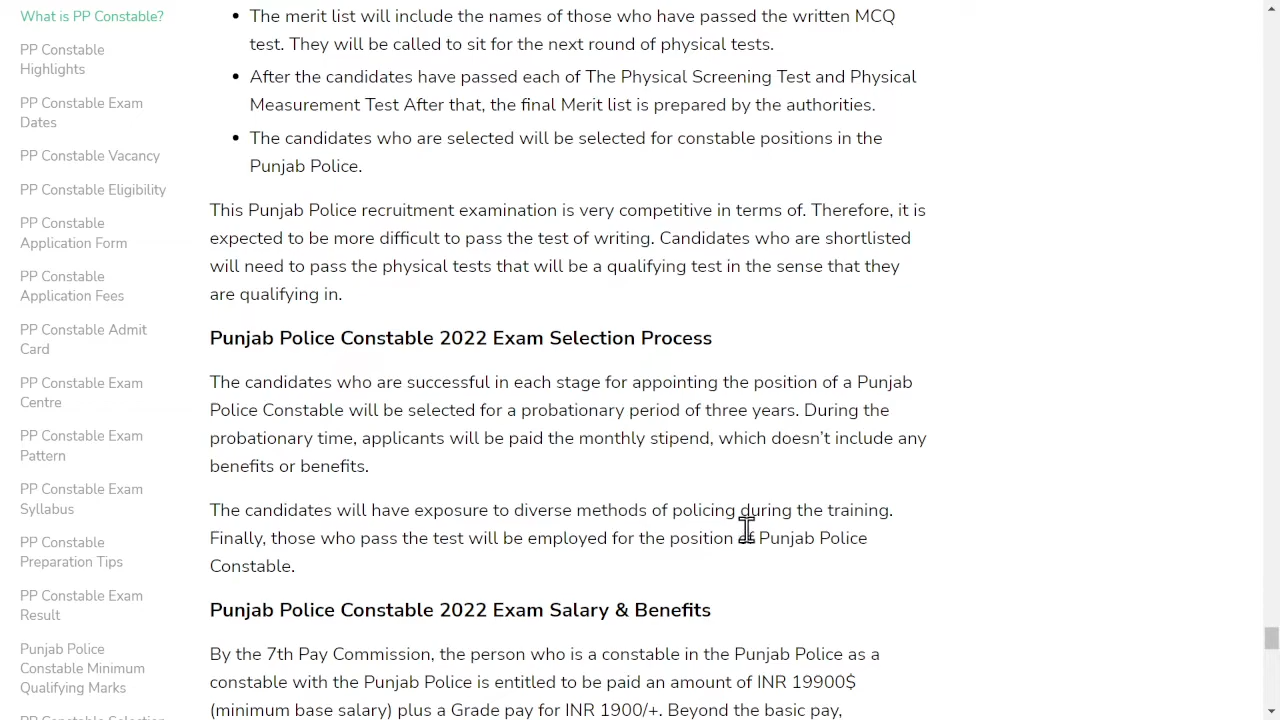 What is PP Constable?
PP Constable
Highlights
PP Constable Exam
Dates
PP Constable Vacancy
PP Constable Eligibility
PP Constable
Application Form
PP Constable
Application Fees
PP Constable Admit
Card
PP Constable Exam
Centre
PP Constable Exam
Pattern
PP Constable Exam
Syllabus
PP Constable
Preparation Tips
PP Constable Exam
Result
Punjab Police
Constable Minimum
Qualifying Marks
PP Constable Selection
• The merit list will include the names of those who have passed the written MCQ
test. They will be called to sit for the next round of physical tests.
• After the candidates have passed each of The Physical Screening Test and Physical
Measurement Test After that, the final Merit list is prepared by the authorities.
• The candidates who are selected will be selected for constable positions in the
Punjab Police.
This Punjab Police recruitment examination is very competitive in terms of. Therefore, it is
expected to be more difficult to pass the test of writing. Candidates who are shortlisted
will need to pass the physical tests that will be a qualifying test in the sense that they
are qualifying in.
Punjab Police Constable 2022 Exam Selection Process
The candidates who are successful in each stage for appointing the position of a Punjab
Police Constable will be selected for a probationary period of three years. During the
probationary time, applicants will be paid the monthly stipend, which doesn’t include any
benefits or benefits.
The candidates will have exposure to diverse methods of policing during the training.
Finally, those who pass the test will be employed for the position of Punjab Police
Constable.
Punjab Police Constable 2022 Exam Salary & Benefits
By the 7th Pay Commission, the person who is a constable in the Punjab Police as a
constable with the Punjab Police is entitled to be paid an amount of INR 19900$
(minimum base salary) plus a Grade pay for INR 1900/+. Beyond the basic pay,